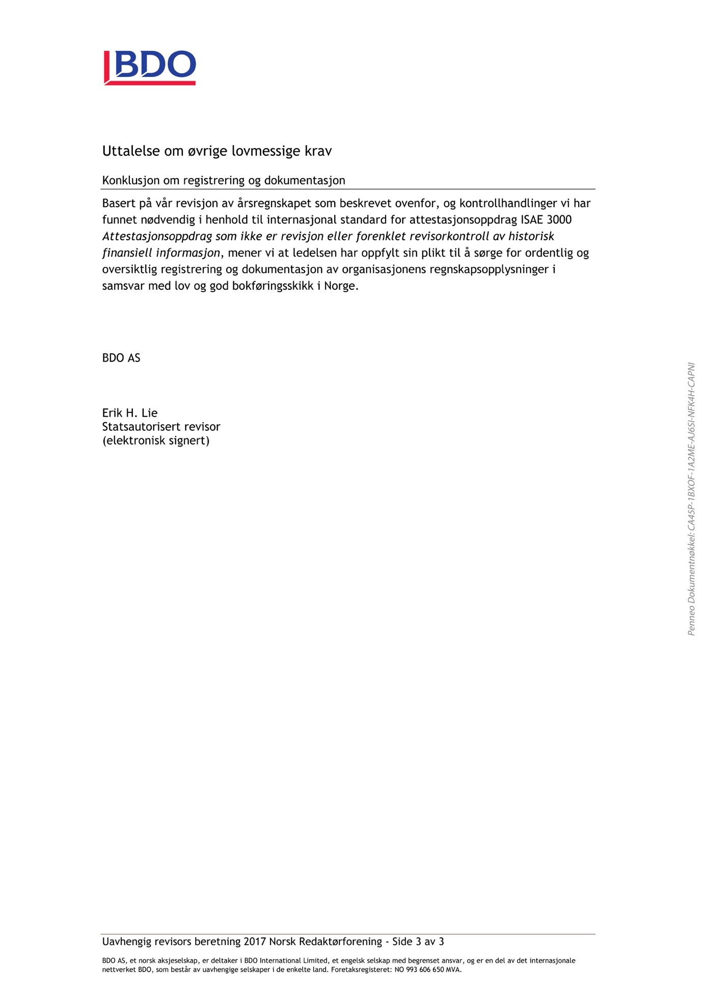 BDO
Uttalelse om øvrige lovmessige krav
Konklusjon om registrering og dokumentasjon
Basert på vår revisjon av årsregnskapet som beskrevet ovenfor, og kontrollhandlinger vi har
funnet nødvendig i henhold til internasjonal standard for attestasjonsoppdrag ISAE 3000
Attestasjonsoppdrag som ikke er revisjon eller forenklet revisorkontroll av historisk
finansiell informasjon, mener vi at ledelsen har oppfylt sin plikt til å sørge for ordentlig og
oversiktlig registrering og dokumentasjon av organisasjonens regnskapsopplysninger i
samsvar med lov og god bokføringsskikk i Norge.
BDO AS
Erik H. Lie
Statsautorisert revisor
(elektronisk signert)
Penneo Dokumentnøkkel: CA45P-1BXOF-1A2ME-AJ6SI-NFK4H-CAPNI
Uavhengig revisors beretning 2017 Norsk Redaktørforening - Side 3 av 3
BDO AS, et norsk aksjeselskap, er deltaker i BDO International Limited, et engelsk selskap med begrenset ansvar, og er en del av det internasjonale
nettverket BDO, som består av uavhengige selskaper i de enkelte land. Foretaksregisteret: NO 993 606 650 MVA.